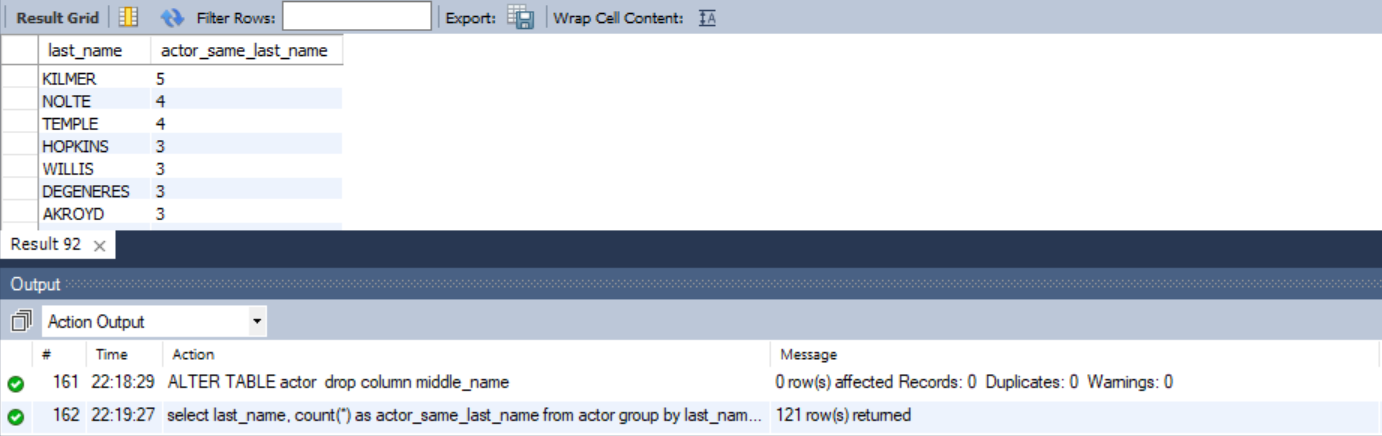 Result Grid Filter Rows: Export: Wrap Cell Content:
last_name actor_same_last_name
KILMER 5
NOLTE 4
TEMPLE 4
HOPKINS 3
WILLIS 3
DEGENERES 3
AKROYD 3
Result 92
Output
Action Output
# Time Action Message
161 22:18:29 ALTER TABLE actor drop column middle_name 0 row(s) affected Records: 0 Duplicates: 0 Warnings: 0
162 22:19:27 select last_name, count(*) as actor_same_last_name from actor group by last_nam... 121 row(s) returned